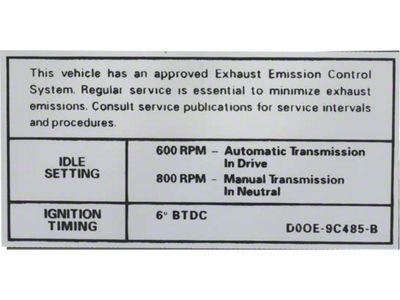 This vehicle has an approved Exhaust Emission Control
System. Regular service is essential to minimize exhaust
emissions. Consult service publications for service intervals
and procedures.
IDLE
SETTING
600 RPM – Automatic Transmission
In Drive
800 RPM – Manual Transmission
In Neutral
IGNITION
TIMING
6° BTDC
D0OE-9C485-B